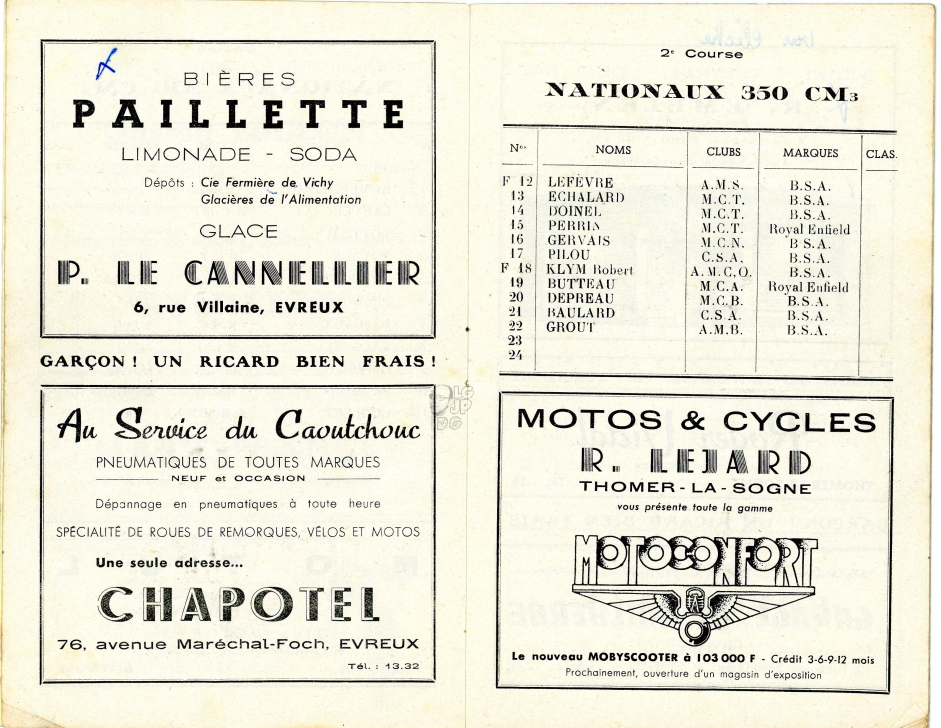 BIÈRES
PAILLETTE
LIMONADE - SODA
Dépôts : Cie Fermière de Vichy
Glacières de l'Alimentation
GLACE
P. LE CANNELLIER
6, rue Villaine, EVREUX
GARÇON ! UN RICARD BIEN FRAIS !
Au Service du Caoutchouc
PNEUMATIQUES DE TOUTES MARQUES
NEUF et OCCASION
Dépannage en pneumatiques à toute heure
SPÉCIALITÉ DE ROUES DE REMORQUES, VÉLOS ET MOTOS
Une seule adresse...
CHAPOTEL
76, avenue Maréchal-Foch, EVREUX
Tél. : 13.32
2e Course
NATIONAUX 350 CM3
Nos NOMS CLUBS MARQUES CLAS.
F 12 LEFÈVRE A.M.S. B.S.A.
13 ECHALARD M.C.T. B.S.A.
14 DOINEL M.C.T. B.S.A.
15 PERRIN M.C.T. Royal Enfield
16 GERVAIS M.C.N. B S.A.
17 PILOU C.S.A. B.S.A.
F 18 KLYM Robert A.M.C.O. B.S.A.
19 BUTTEAU M.C.A. Royal Enfield
20 DEPREAU M.C.B. B.S.A.
21 BAULARD C.S.A. B.S.A.
22 GROUT A.M.B. B.S.A.
23
24
MOTOS & CYCLES
R. LEJARD
THOMER-LA-SOGNE
vous présente toute la gamme
MOTOCONFORT
Le nouveau MOBYSCOOTER à 103 000 F - Crédit 3-6-9-12 mois
Prochainement, ouverture d'un magasin d'exposition